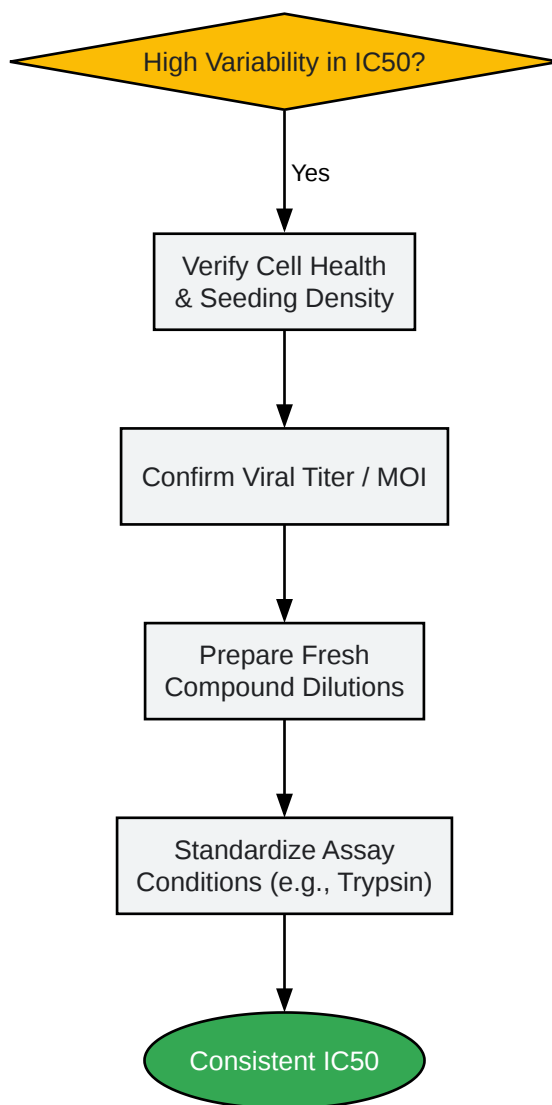 High Variability in IC50?
Yes
Verify Cell Health
& Seeding Density
Confirm Viral Titer / MOI
Prepare Fresh
Compound Dilutions
Standardize Assay
Conditions (e.g., Trypsin)
Consistent IC50